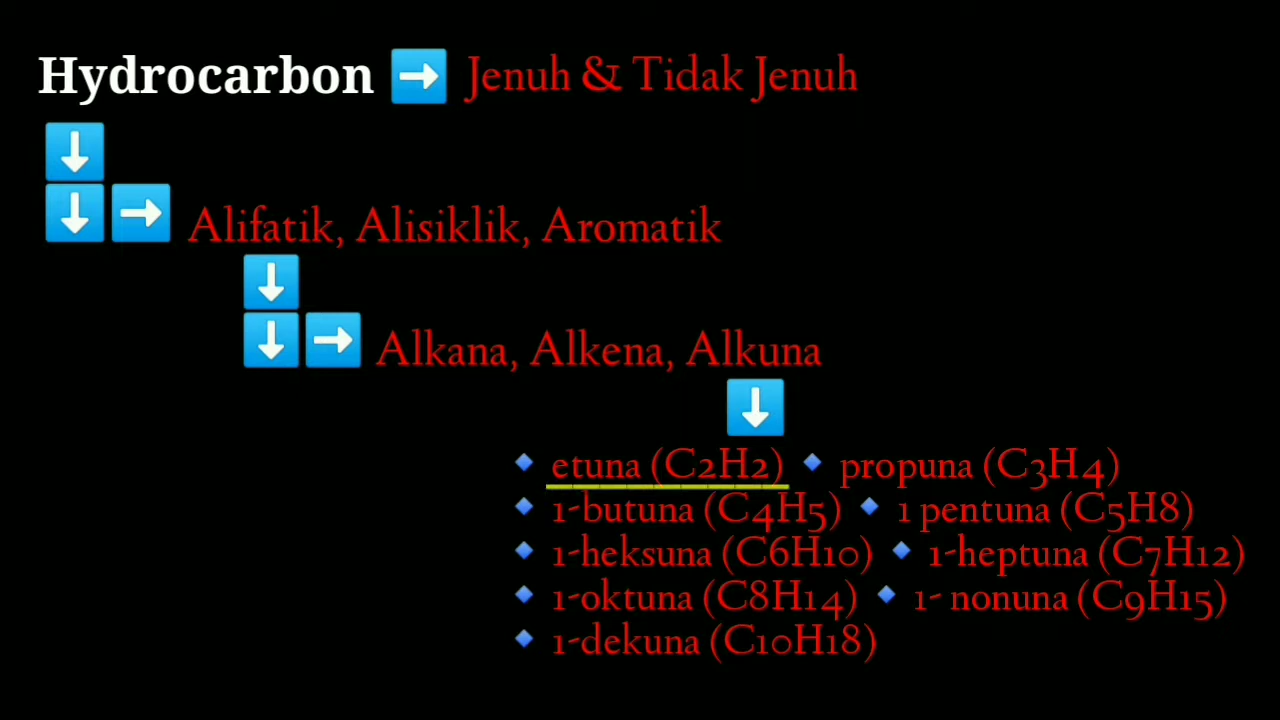 Hydrocarbon ➡️ Jenuh & Tidak Jenuh
⬇️
⬇️➡️ Alifatik, Alisiklik, Aromatik
⬇️
⬇️➡️ Alkana, Alkena, Alkuna
⬇️
🔹 etuna (C2H2) 🔹 propuna (C3H4)
🔹 1-butuna (C4H5) 🔹 1 pentuna (C5H8)
🔹 1-heksuna (C6H10) 🔹 1-heptuna (C7H12)
🔹 1-oktuna (C8H14) 🔹 1- nonuna (C9H15)
🔹 1-dekuna (C10H18)